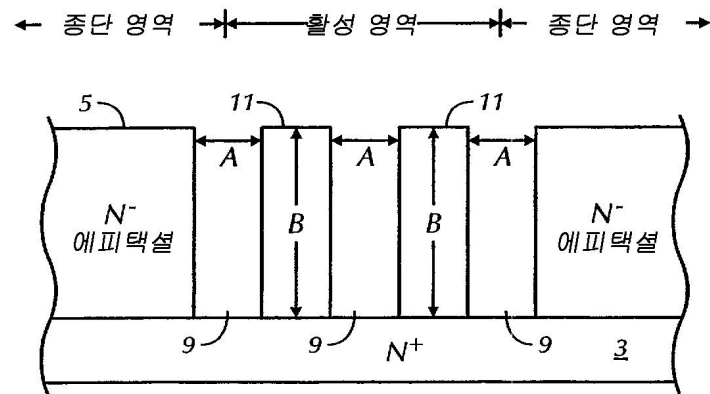 종단 영역 활성 영역 종단 영역
5 11 11
A A A
N- 에피택셜 B B N- 에피택셜
9 9 9
N+ 3